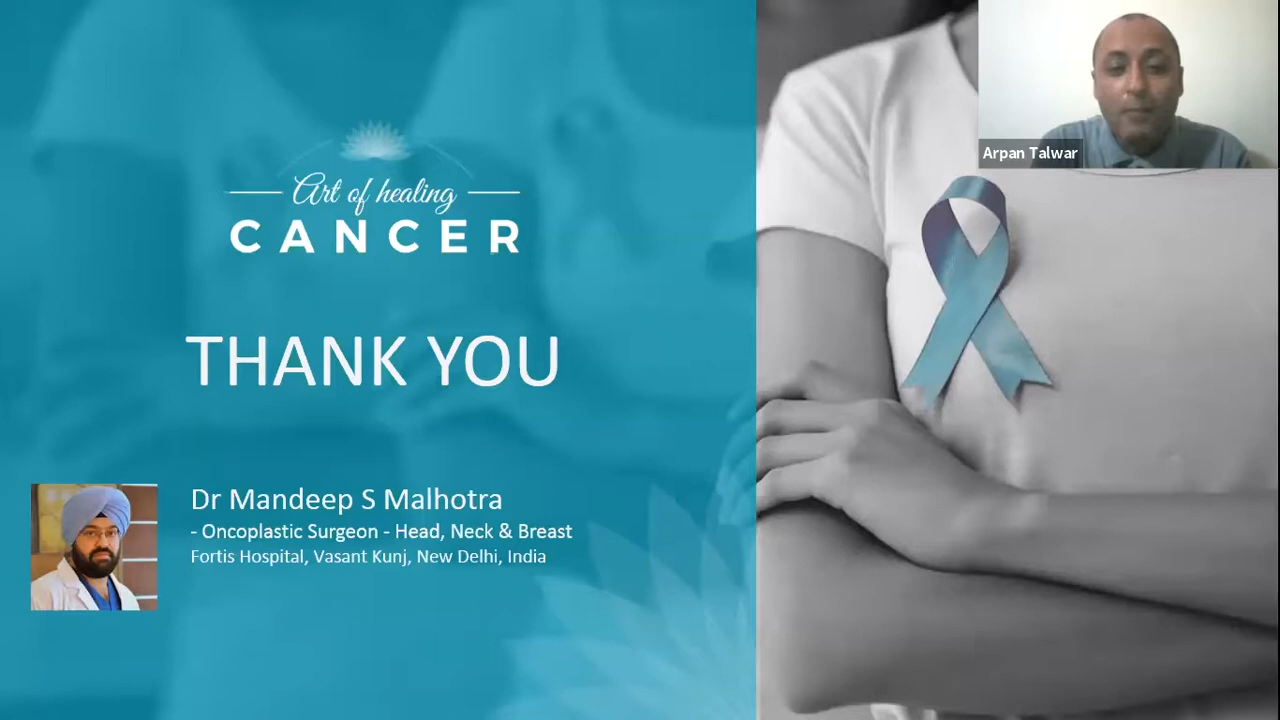 Art of healing
CANCER
THANK YOU
Dr Mandeep S Malhotra
- Oncoplastic Surgeon - Head, Neck & Breast
Fortis Hospital, Vasant Kunj, New Delhi, India
Arpan Talwar